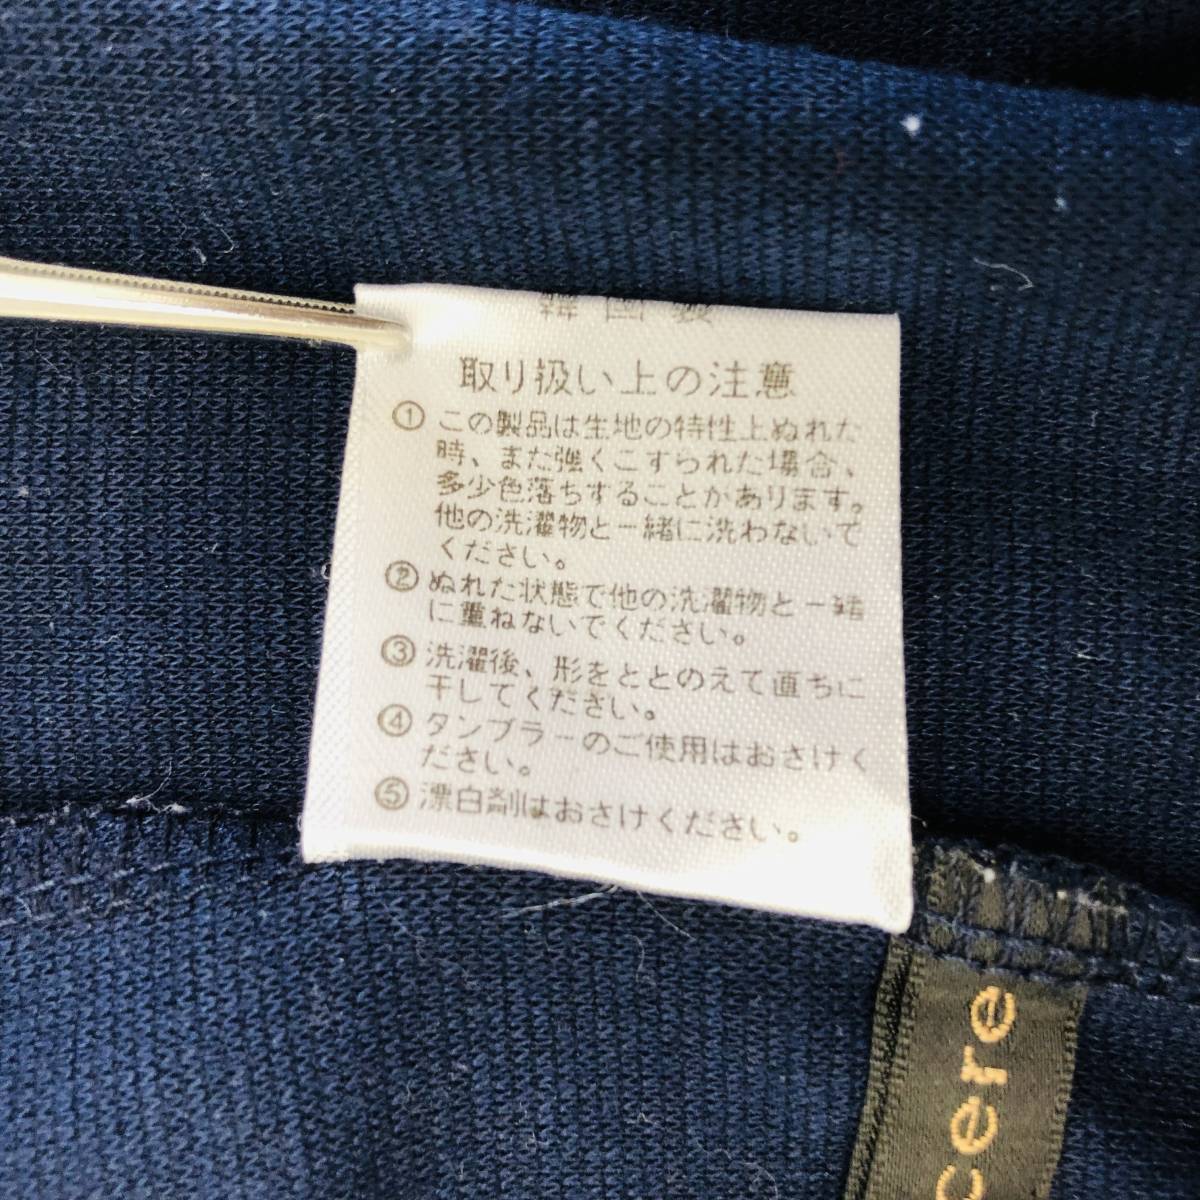 韓国製
取り扱い上の注意
① この製品は生地の特性上ぬれた
時、また強くこすられた場合、
多少色落ちすることがあります。
他の洗濯物と一緒に洗わないで
ください。
② ぬれた状態で他の洗濯物と一緒
に重ねないでください。
③ 洗濯後、形をととのえて直ちに
干してください。
④ タンブラーのご使用はおさけく
ださい。
⑤ 漂白剤はおさけください。
cere